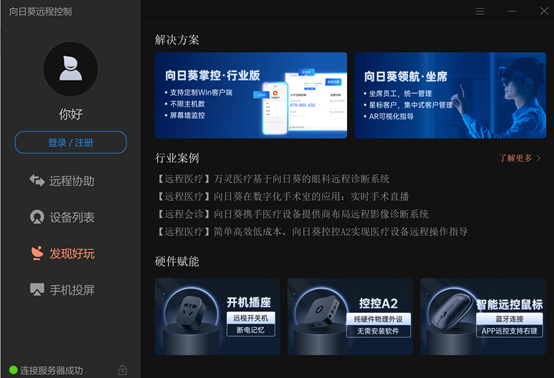 向日葵远程控制
你好
登录 / 注册
远程协助
设备列表
发现好玩
手机投屏
连接服务器成功
解决方案
向日葵掌控·行业版
支持定制Win客户端
不限主机数
屏幕墙监控
向日葵领航·坐席
坐席员工，统一管理
星标客户，集中式客户管理
AR可视化指导
行业案例
了解更多
【远程医疗】万灵医疗基于向日葵的眼科远程诊断系统
【远程医疗】向日葵在数字化手术室的应用：实时手术直播
【远程会诊】向日葵携手医疗设备提供商布局远程影像诊断系统
【远程医疗】简单高效低成本，向日葵控控A2实现医疗设备远程操作指导
硬件赋能
开机插座
远程开关机
断电记忆
控控A2
纯硬件物理外设
无需安装软件
智能远控鼠标
蓝牙连接
APP远控支持右键